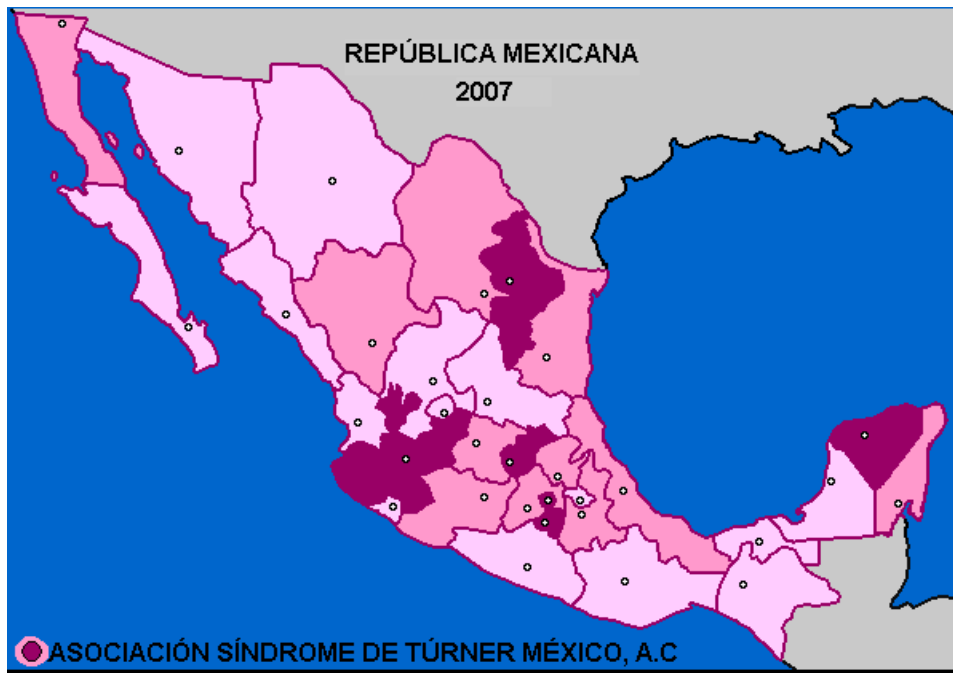 REPÚBLICA MEXICANA
2007
ASOCIACIÓN SÍNDROME DE TÚRNER MÉXICO, A.C